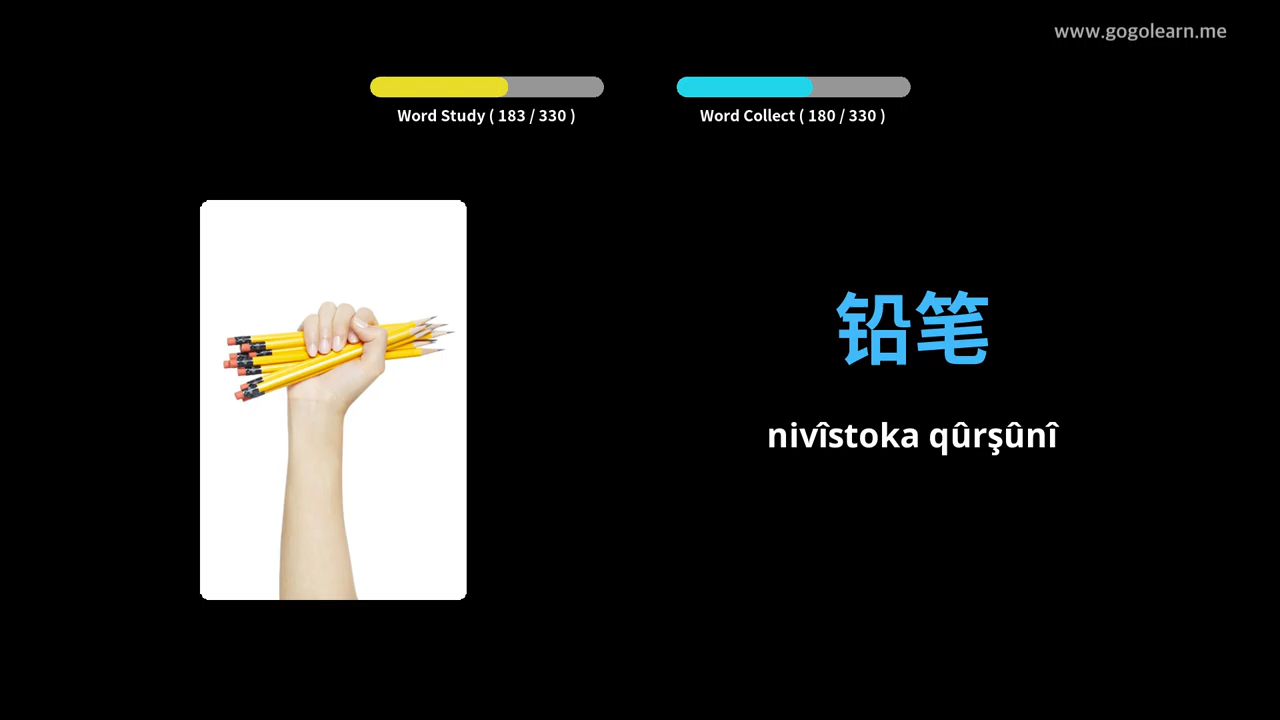 www.gogolearn.me
Word Study ( 183 / 330 )
Word Collect ( 180 / 330 )
铅笔
nivîstoka qûrşûnî